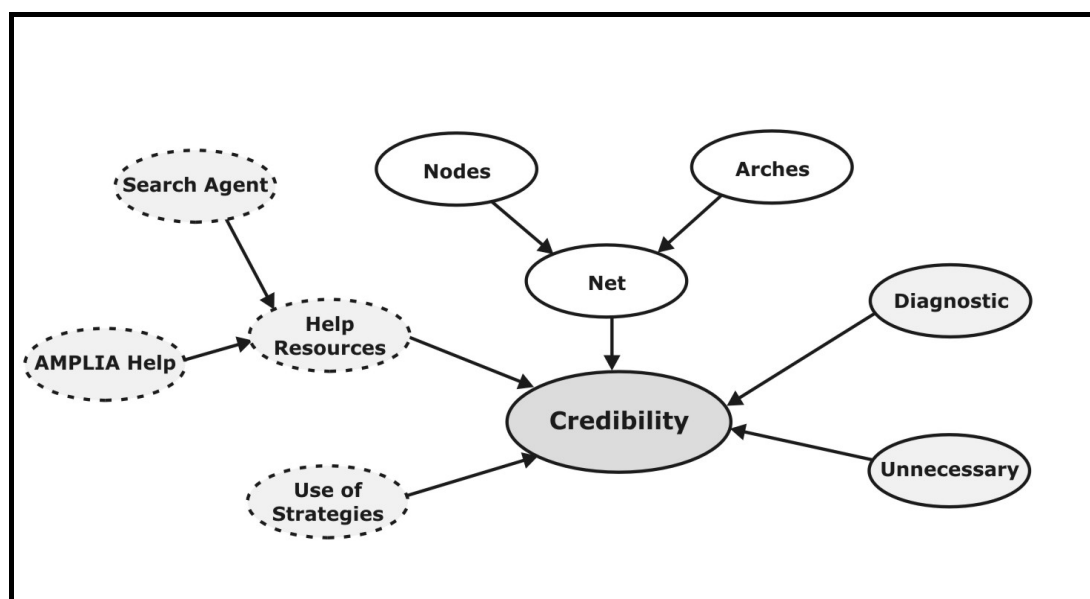 Nodes
Arches
Search Agent
Net
Diagnostic
Help
Resources
AMPLIA Help
Credibility
Unnecessary
Use of
Strategies